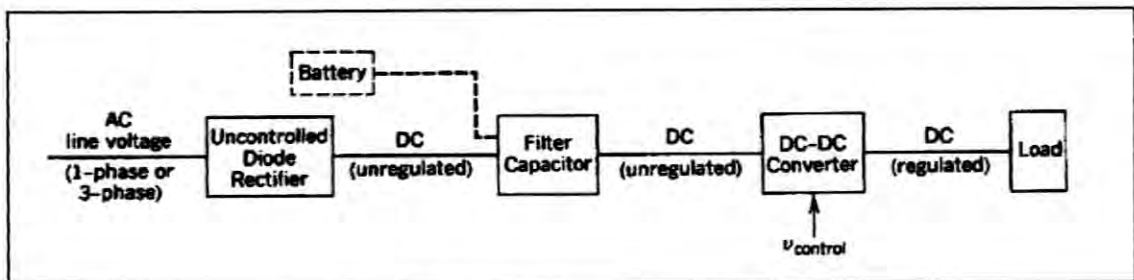 Battery
AC
line voltage
(1-phase or
3-phase)
Uncontrolled
Diode
Rectifier
DC
(unregulated)
Filter
Capacitor
DC
(unregulated)
DC-DC
Converter
DC
(regulated)
Load
vcontrol